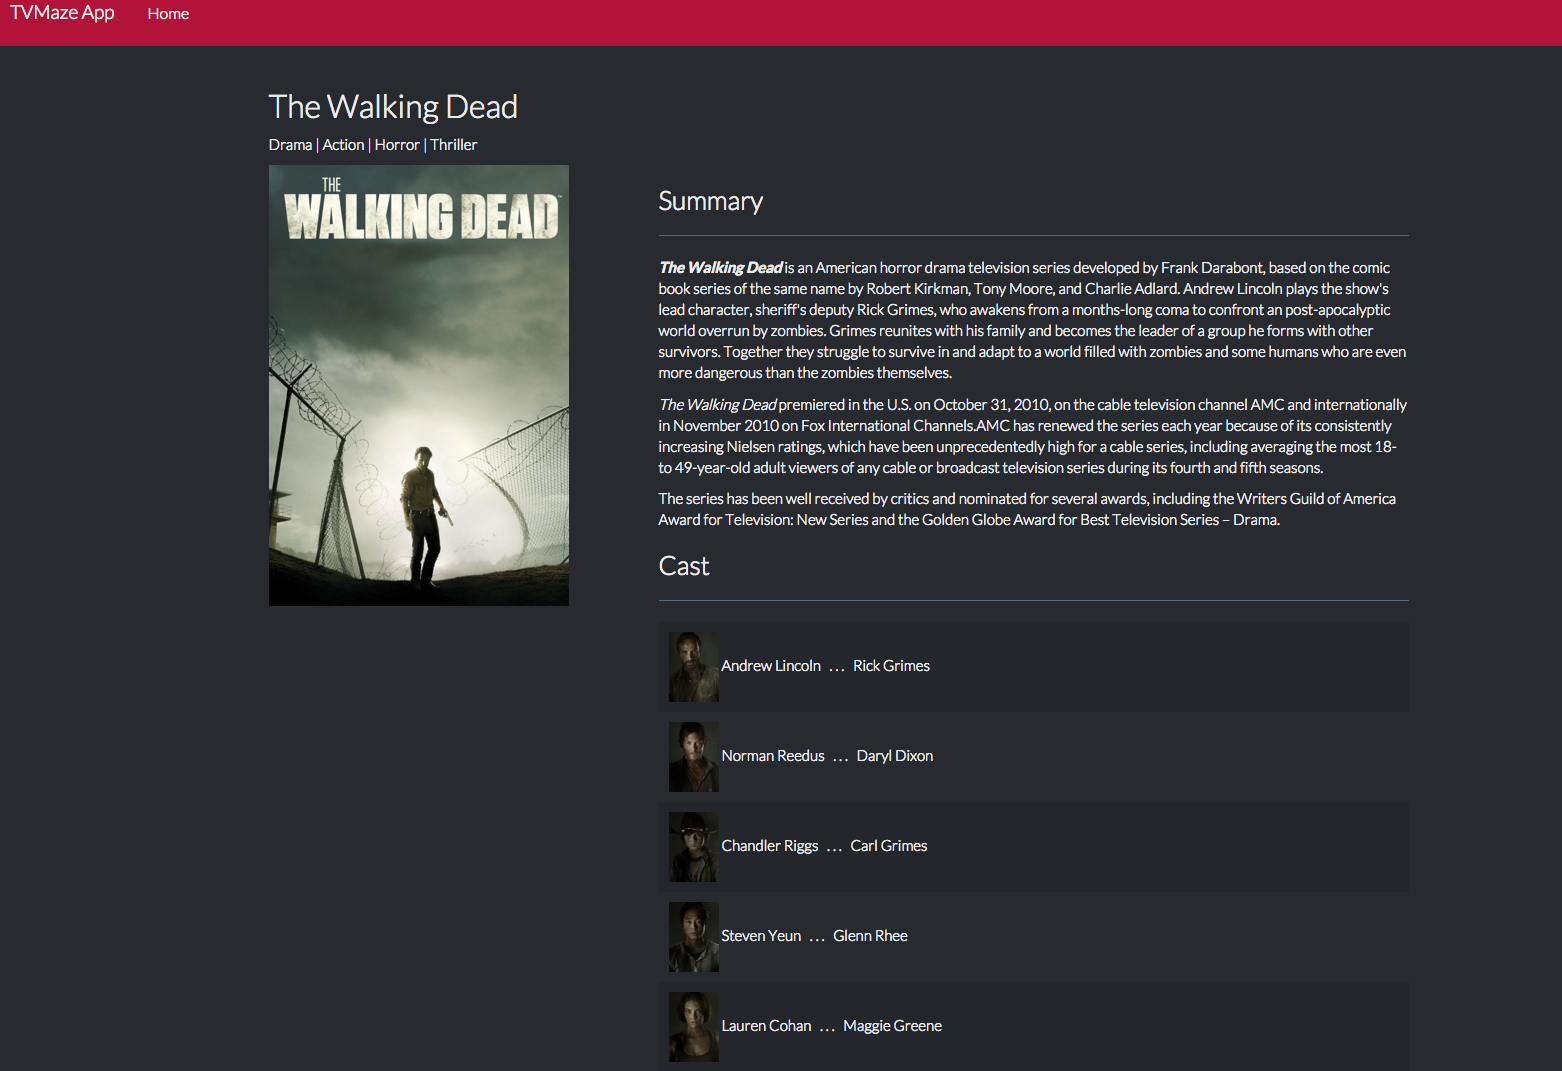 TVMaze App Home
The Walking Dead
Drama | Action | Horror | Thriller
THE
WALKING DEAD
Summary
The Walking Dead is an American horror drama television series developed by Frank Darabont, based on the comic
book series of the same name by Robert Kirkman, Tony Moore, and Charlie Adlard. Andrew Lincoln plays the show's
lead character, sheriff's deputy Rick Grimes, who awakens from a months-long coma to confront an post-apocalyptic
world overrun by zombies. Grimes reunites with his family and becomes the leader of a group he forms with other
survivors. Together they struggle to survive in and adapt to a world filled with zombies and some humans who are even
more dangerous than the zombies themselves.
The Walking Dead premiered in the U.S. on October 31, 2010, on the cable television channel AMC and internationally
in November 2010 on Fox International Channels.AMC has renewed the series each year because of its consistently
increasing Nielsen ratings, which have been unprecedentedly high for a cable series, including averaging the most 18-
to 49-year-old adult viewers of any cable or broadcast television series during its fourth and fifth seasons.
The series has been well received by critics and nominated for several awards, including the Writers Guild of America
Award for Television: New Series and the Golden Globe Award for Best Television Series – Drama.
Cast
Andrew Lincoln ... Rick Grimes
Norman Reedus ... Daryl Dixon
Chandler Riggs ... Carl Grimes
Steven Yeun ... Glenn Rhee
Lauren Cohan ... Maggie Greene